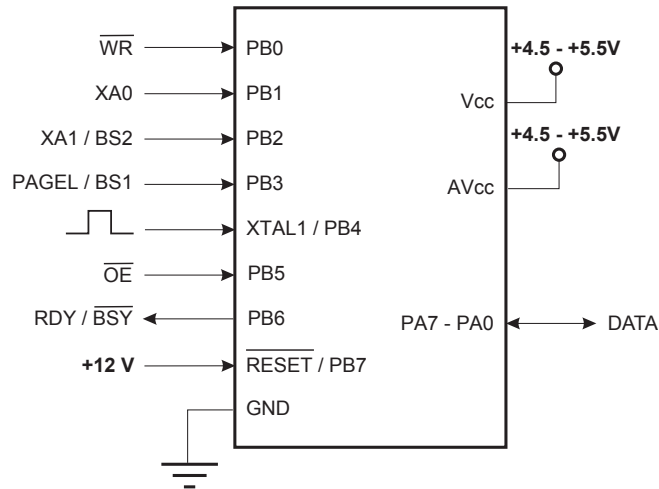 WR
PB0
+4.5 - +5.5V
XA0
PB1
Vcc
XA1 / BS2
PB2
+4.5 - +5.5V
PAGEL / BS1
PB3
AVcc
XTAL1 / PB4
OE
PB5
RDY / BSY
PB6
PA7 - PA0
DATA
+12 V
RESET / PB7
GND